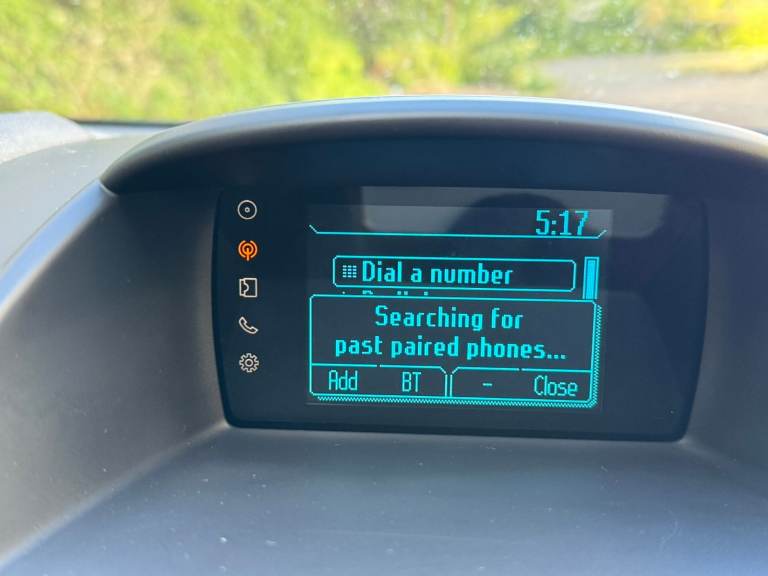 5:17
Dial a number
Searching for
past paired phones...
Add BT - Close